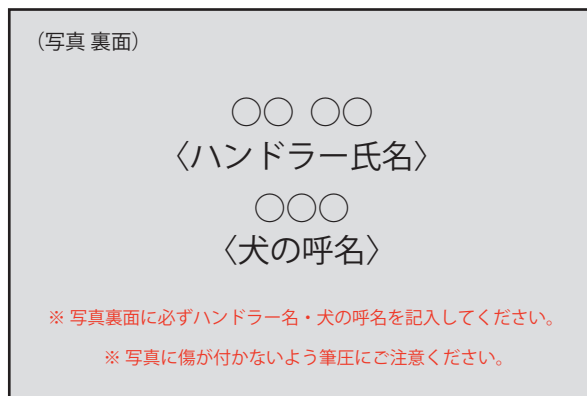 （写真 裏面）
○○ ○○
〈ハンドラー氏名〉
○○○
〈犬の呼名〉
※ 写真裏面に必ずハンドラー名・犬の呼名を記入してください。
※ 写真に傷が付かないよう筆圧にご注意ください。